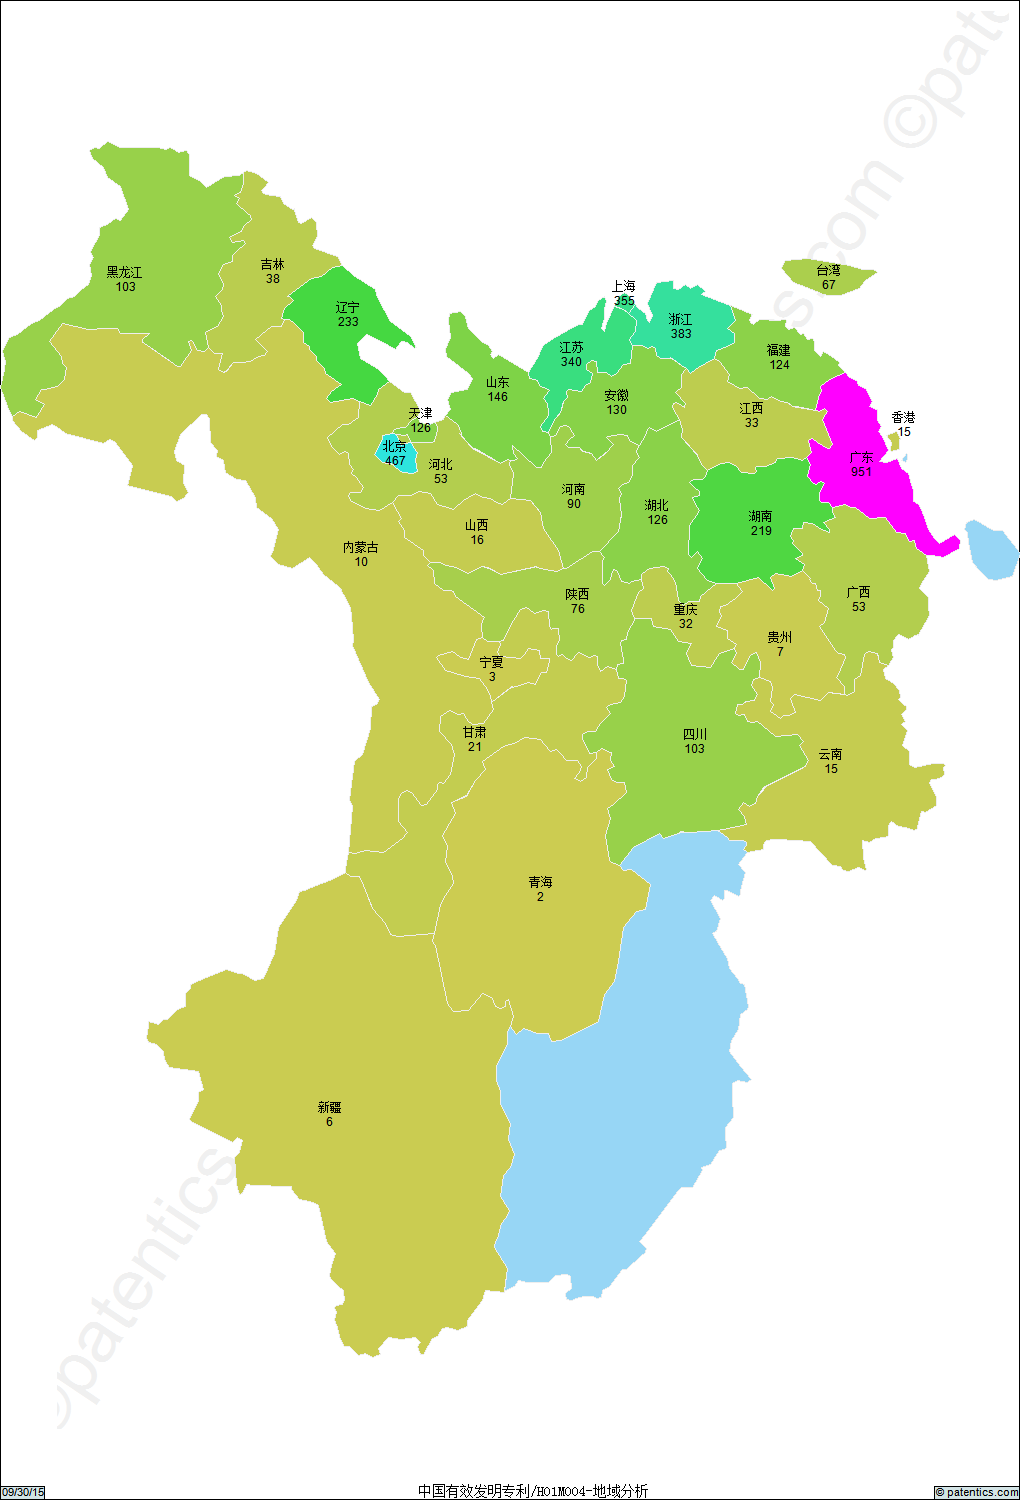 ©patentics.com ©patentics
黑龙江
103
吉林
38
辽宁
233
台湾
67
上海
355
浙江
383
江苏
340
福建
124
山东
146
安徽
130
江西
33
天津
126
香港
15
北京
467
河北
53
广东
951
河南
90
湖北
126
湖南
219
山西
16
内蒙古
10
陕西
76
重庆
32
广西
53
贵州
7
宁夏
3
甘肃
21
四川
103
云南
15
青海
2
新疆
6
09/30/15
中国有效发明专利/H01M004-地域分析
© patentics.com